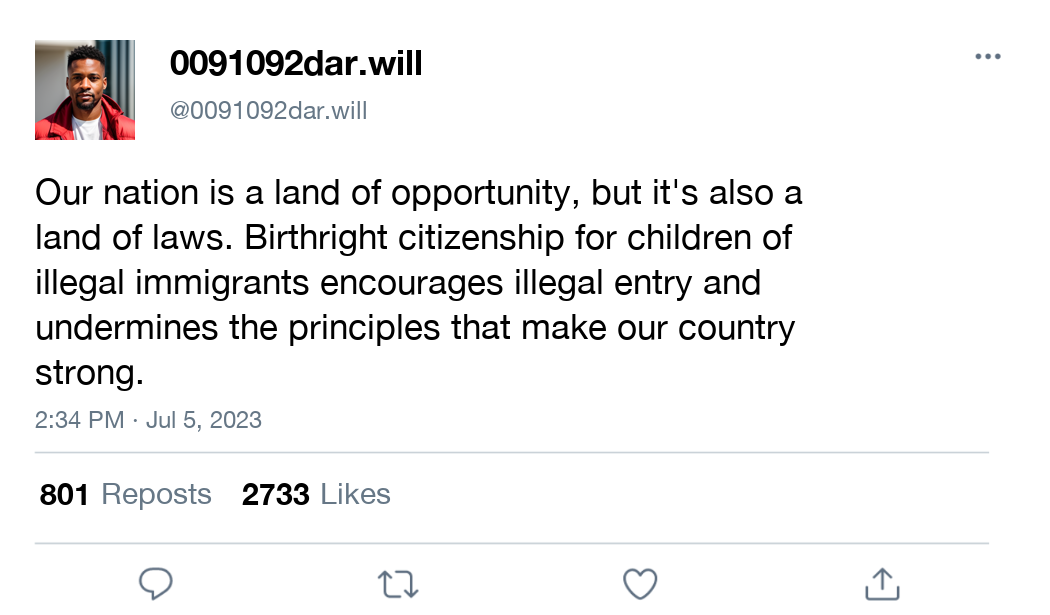 0091092dar.will
@0091092dar.will
Our nation is a land of opportunity, but it's also a
land of laws. Birthright citizenship for children of
illegal immigrants encourages illegal entry and
undermines the principles that make our country
strong.
2:34 PM · Jul 5, 2023
801 Reposts 2733 Likes